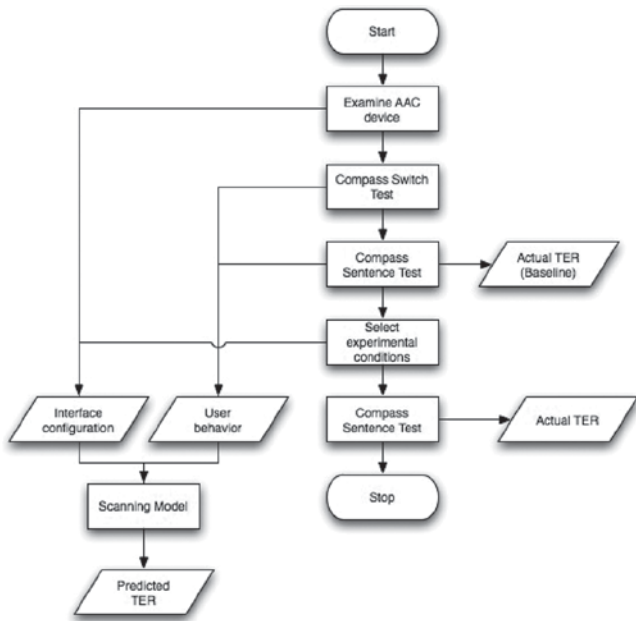 Start
Examine AAC
device
Compass Switch
Test
Compass
Sentence Test
Actual TER
(Baseline)
Select
experimental
conditions
Interface
configuration
User
behavior
Compass
Sentence Test
Actual TER
Scanning Model
Stop
Predicted
TER